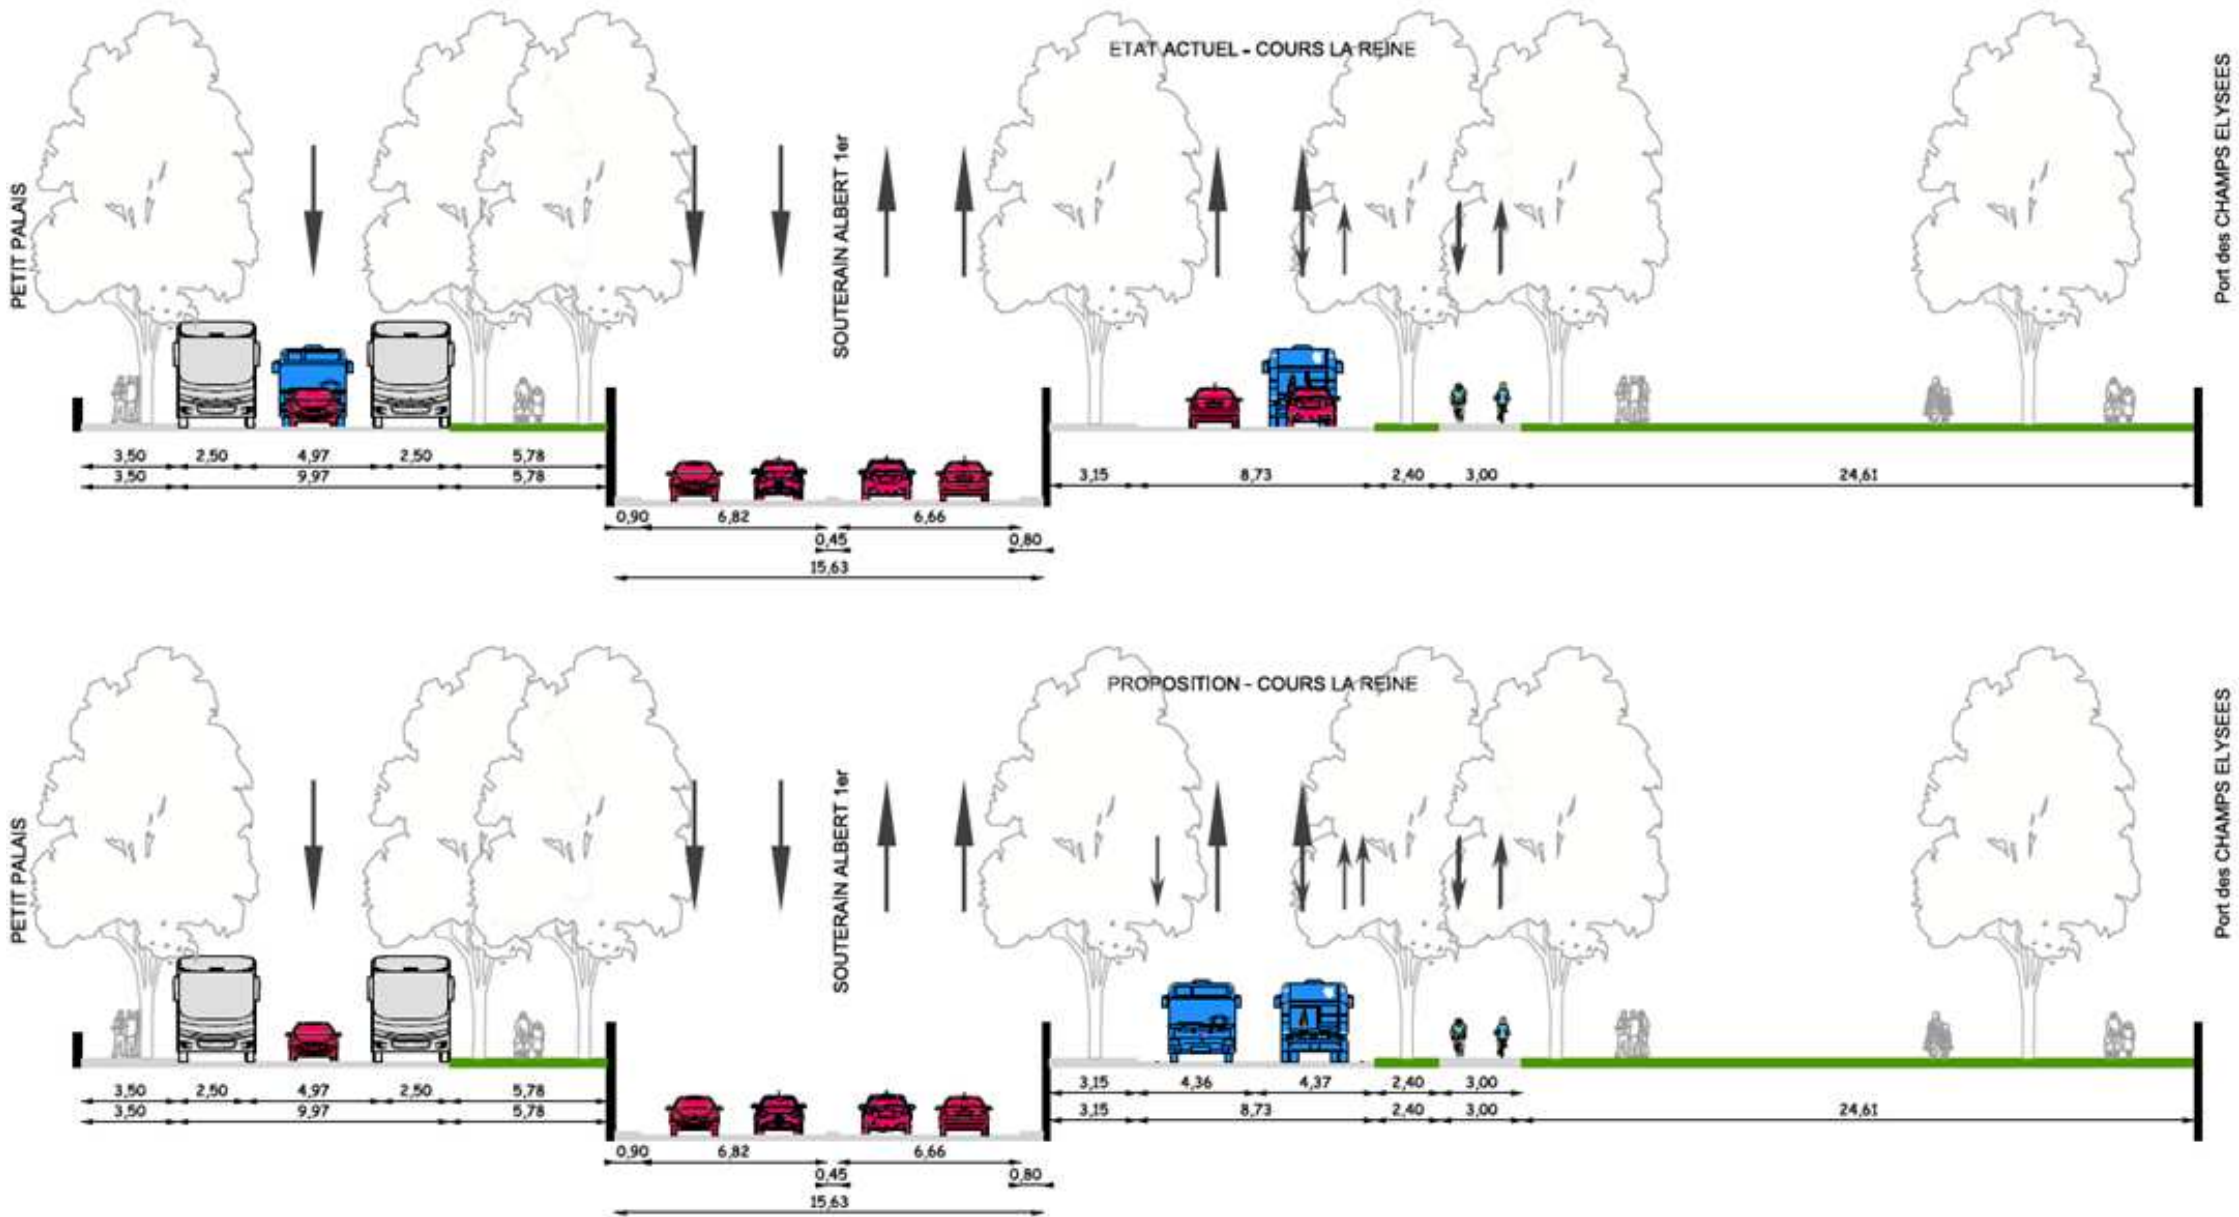 ETAT ACTUEL - COURS LA REINE
PETIT PALAIS
SOUTERAIN ALBERT 1er
Port des CHAMPS ELYSEES
3,50 2,50 4,97 2,50 5,78
3,50 9,97 5,78
3,15 8,73 2,40 3,00 24,61
0,90 6,82 6,66
0,45 0,80
15,63
PROPOSITION - COURS LA REINE
PETIT PALAIS
SOUTERAIN ALBERT 1er
Port des CHAMPS ELYSEES
3,50 2,50 4,97 2,50 5,78
3,15 4,36 4,37 2,40 3,00
3,50 9,97 5,78
3,15 8,73 2,40 3,00 24,61
0,90 6,82 6,66
0,45 0,80
15,63